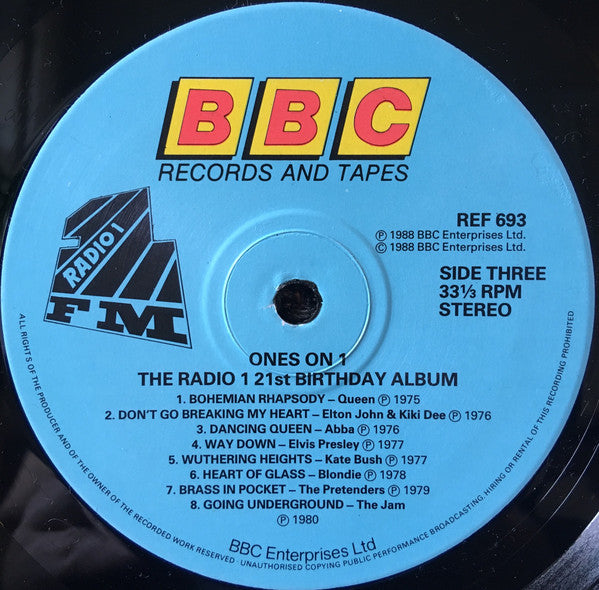 BBC
RECORDS AND TAPES
RADIO 1
FM
REF 693
℗ 1988 BBC Enterprises Ltd.
© 1988 BBC Enterprises Ltd.
SIDE THREE
33⅓ RPM
STEREO
ONES ON 1
THE RADIO 1 21st BIRTHDAY ALBUM
1. BOHEMIAN RHAPSODY – Queen ℗ 1975
2. DON'T GO BREAKING MY HEART – Elton John & Kiki Dee ℗ 1976
3. DANCING QUEEN – Abba ℗ 1976
4. WAY DOWN – Elvis Presley ℗ 1977
5. WUTHERING HEIGHTS – Kate Bush ℗ 1977
6. HEART OF GLASS – Blondie ℗ 1978
7. BRASS IN POCKET – The Pretenders ℗ 1979
8. GOING UNDERGROUND – The Jam
℗ 1980
BBC Enterprises Ltd
ALL RIGHTS OF THE PRODUCER AND OF THE OWNER OF THE RECORDED WORK RESERVED · UNAUTHORISED COPYING PUBLIC PERFORMANCE BROADCASTING, HIRING OR RENTAL OF THIS RECORDING PROHIBITED